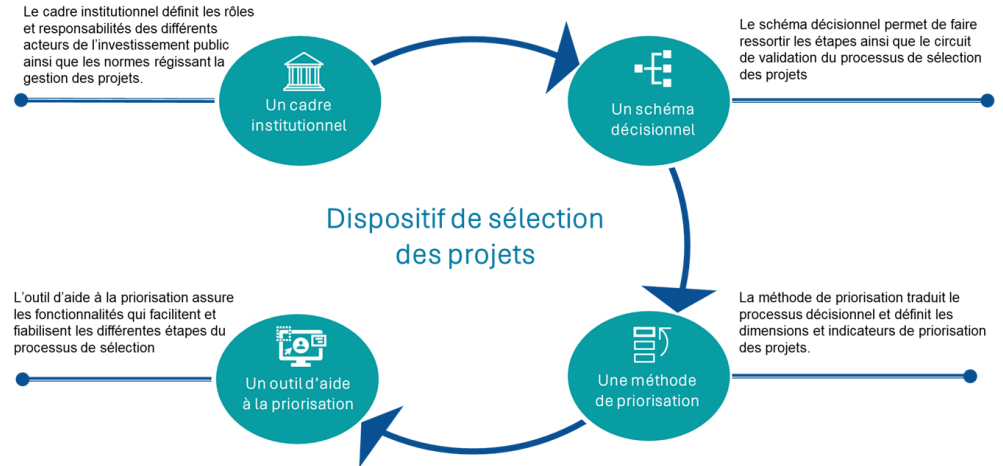 Le cadre institutionnel définit les rôles
et responsabilités des différents
acteurs de l'investissement public
ainsi que les normes régissant la
gestion des projets.
Un cadre
institutionnel
Un schéma
décisionnel
Le schéma décisionnel permet de faire
ressortir les étapes ainsi que le circuit
de validation du processus de sélection
des projets
Dispositif de sélection
des projets
L'outil d'aide à la priorisation assure
les fonctionnalités qui facilitent et
fiabilisent les différentes étapes du
processus de sélection
Un outil d'aide
à la priorisation
Une méthode
de priorisation
La méthode de priorisation traduit le
processus décisionnel et définit les
dimensions et indicateurs de priorisation
des projets.